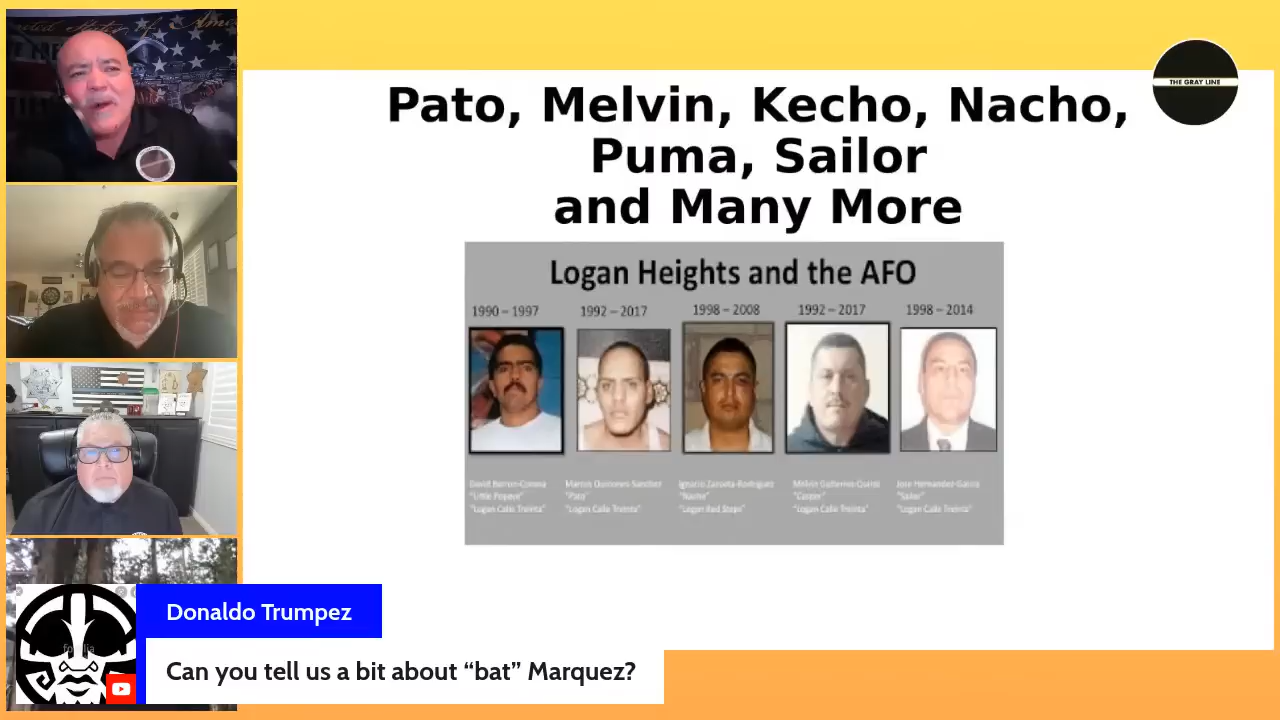 THE GRAY LINE
Pato, Melvin, Kecho, Nacho,
Puma, Sailor
and Many More
Logan Heights and the AFO
1990 – 1997
1992 – 2017
1998 – 2008
1992 – 2017
1998 – 2014
David Barron-Corona
"Little Popeye"
"Logan Calle Treinta"
Marcos Quinones-Sanchez
"Pato"
"Logan Calle Treinta"
Ignacio Zazueta-Rodriguez
"Nacho"
"Logan Red Steps"
Melvin Gutierrez-Quiroz
"Casper"
"Logan Calle Treinta"
Jose Hernandez-Garcia
"Sailor"
"Logan Calle Treinta"
Donaldo Trumpez
Can you tell us a bit about “bat” Marquez?